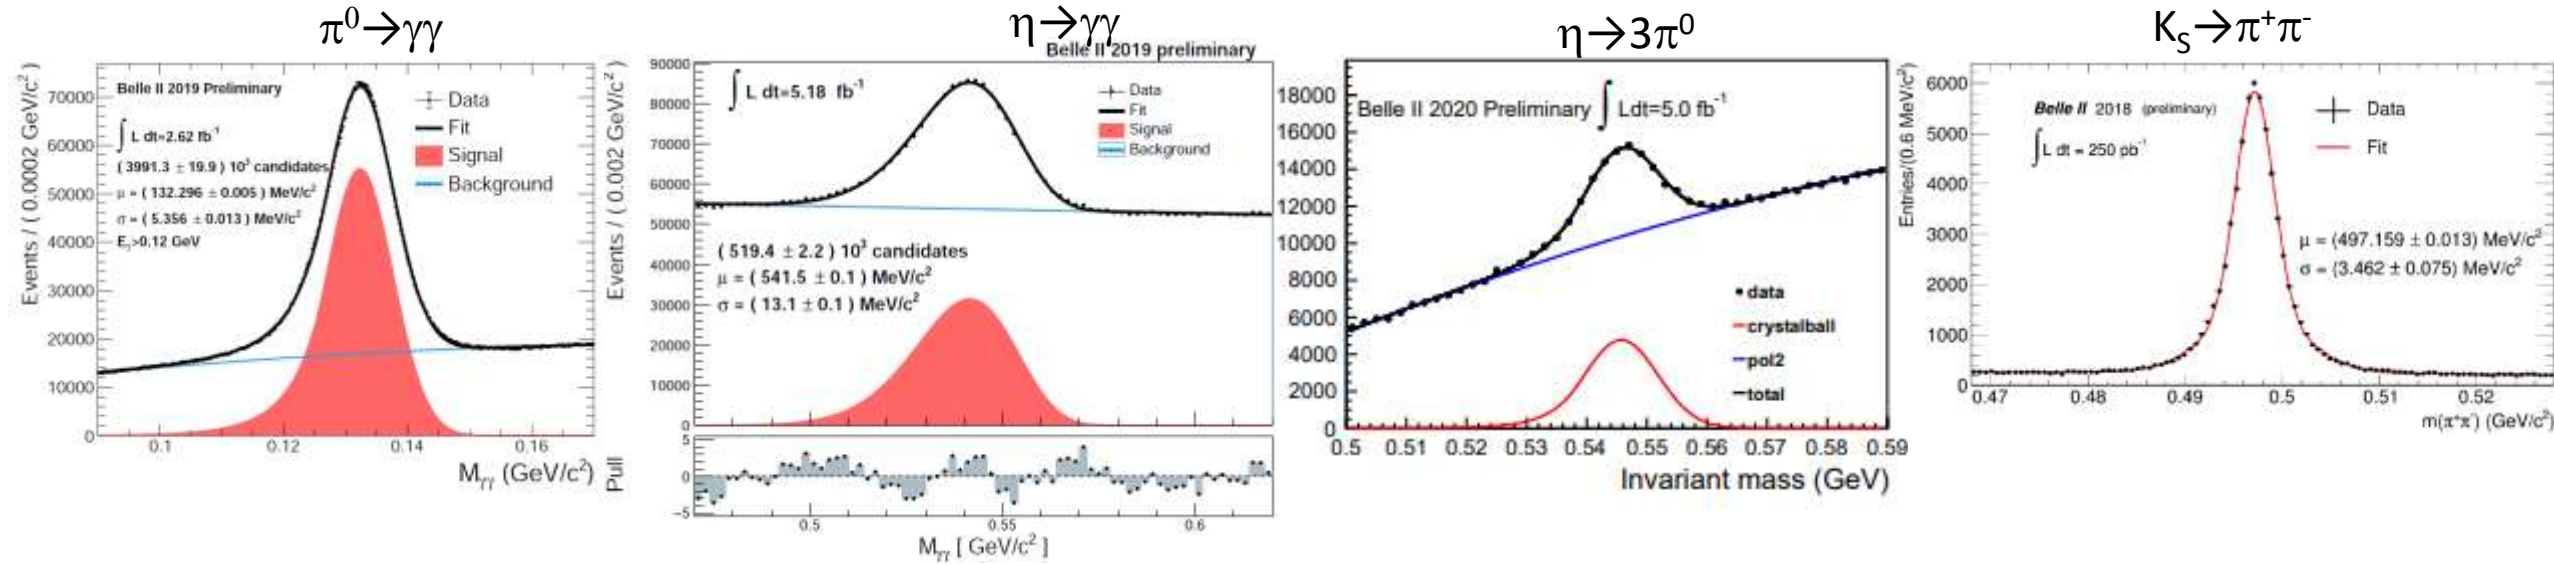 π⁰→γγ
Events / ( 0.0002 GeV/c² )
70000
60000
50000
40000
30000
20000
10000
0
Belle II 2019 Preliminary
∫ L dt=2.62 fb⁻¹
( 3991.3 ± 19.9 ) 10³ candidates
μ = ( 132.296 ± 0.005 ) MeV/c²
σ = ( 5.356 ± 0.013 ) MeV/c²
Eᵧ>0.12 GeV
Data
Fit
Signal
Background
0.1 0.12 0.14 0.16
Mᵧᵧ (GeV/c²)
η→γγ
Belle II 2019 preliminary
Events / ( 0.002 GeV/c² )
90000
80000
70000
60000
50000
40000
30000
20000
10000
0
∫ L dt=5.18 fb⁻¹
Data
Fit
Signal
Background
( 519.4 ± 2.2 ) 10³ candidates
μ = ( 541.5 ± 0.1 ) MeV/c²
σ = ( 13.1 ± 0.1 ) MeV/c²
Pull
5
0
−5
0.5 0.55 0.6
Mᵧᵧ [ GeV/c² ]
η→3π⁰
18000
16000
14000
12000
10000
8000
6000
4000
2000
0
Belle II 2020 Preliminary ∫ Ldt=5.0 fb⁻¹
data
crystalball
pol2
total
0.5 0.51 0.52 0.53 0.54 0.55 0.56 0.57 0.58 0.59
Invariant mass (GeV)
K_S→π⁺π⁻
Entries/(0.6 MeV/c²)
6000
5000
4000
3000
2000
1000
0
Belle II 2018 (preliminary)
∫L dt = 250 pb⁻¹
Data
Fit
μ = (497.159 ± 0.013) MeV/c²
σ = (3.462 ± 0.075) MeV/c²
0.47 0.48 0.49 0.5 0.51 0.52
m(π⁺π⁻) (GeV/c²)